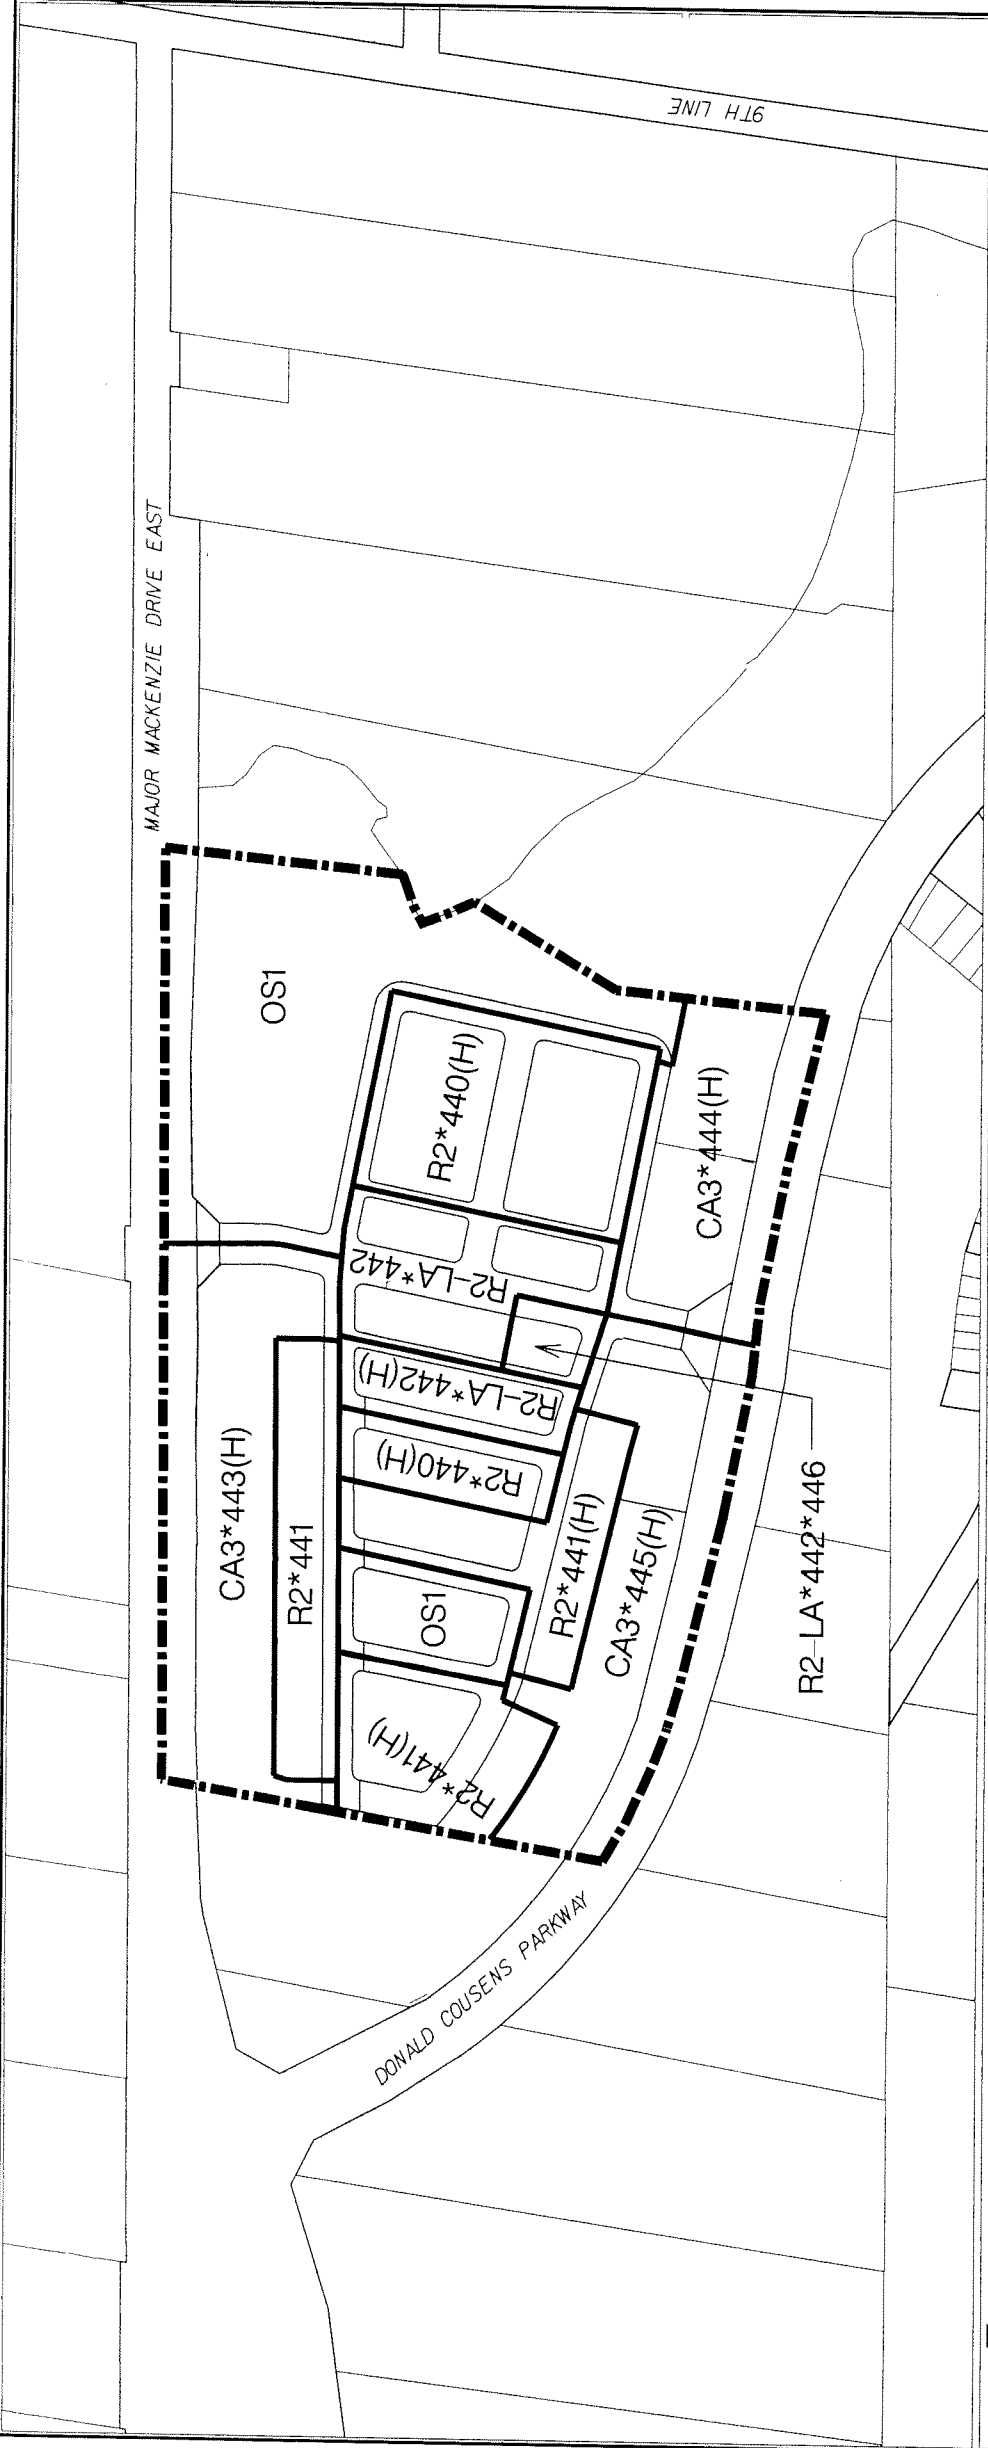 9TH LINE
MAJOR MACKENZIE DRIVE EAST
OS1
R2*440(H)
CA3*444(H)
R2-LA*442
R2-LA*442(H)
R2*440(H)
CA3*443(H)
R2*441
R2*441(H)
CA3*445(H)
OS1
R2*441(H)
R2-LA*442*446
DONALD COUSENS PARKWAY